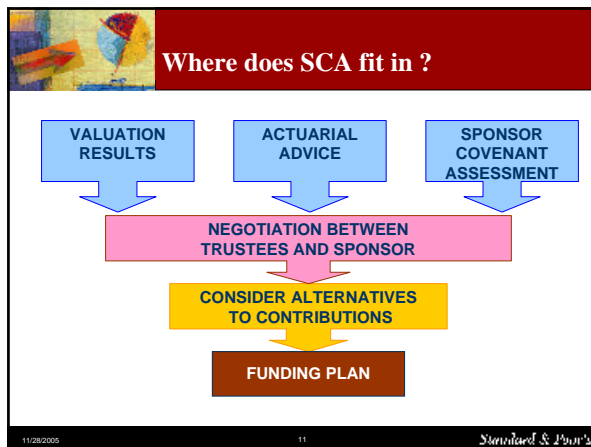 Where does SCA fit in ?
VALUATION
RESULTS
ACTUARIAL
ADVICE
SPONSOR
COVENANT
ASSESSMENT
NEGOTIATION BETWEEN
TRUSTEES AND SPONSOR
CONSIDER ALTERNATIVES
TO CONTRIBUTIONS
FUNDING PLAN
11/28/2005
11
Standard & Poor's